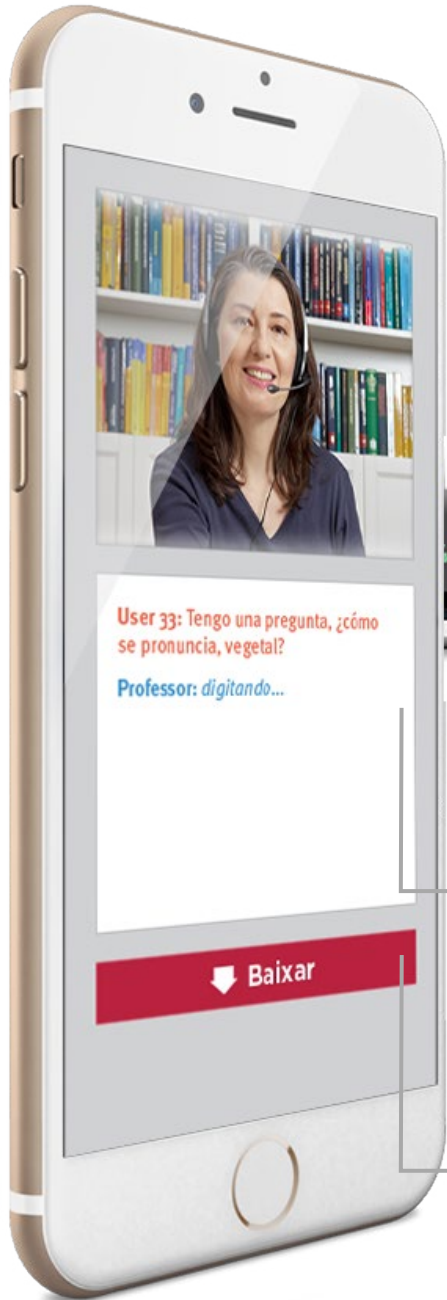 User 33: Tengo una pregunta, ¿cómo
se pronuncia, vegetal?
Professor: digitando...
Baixar